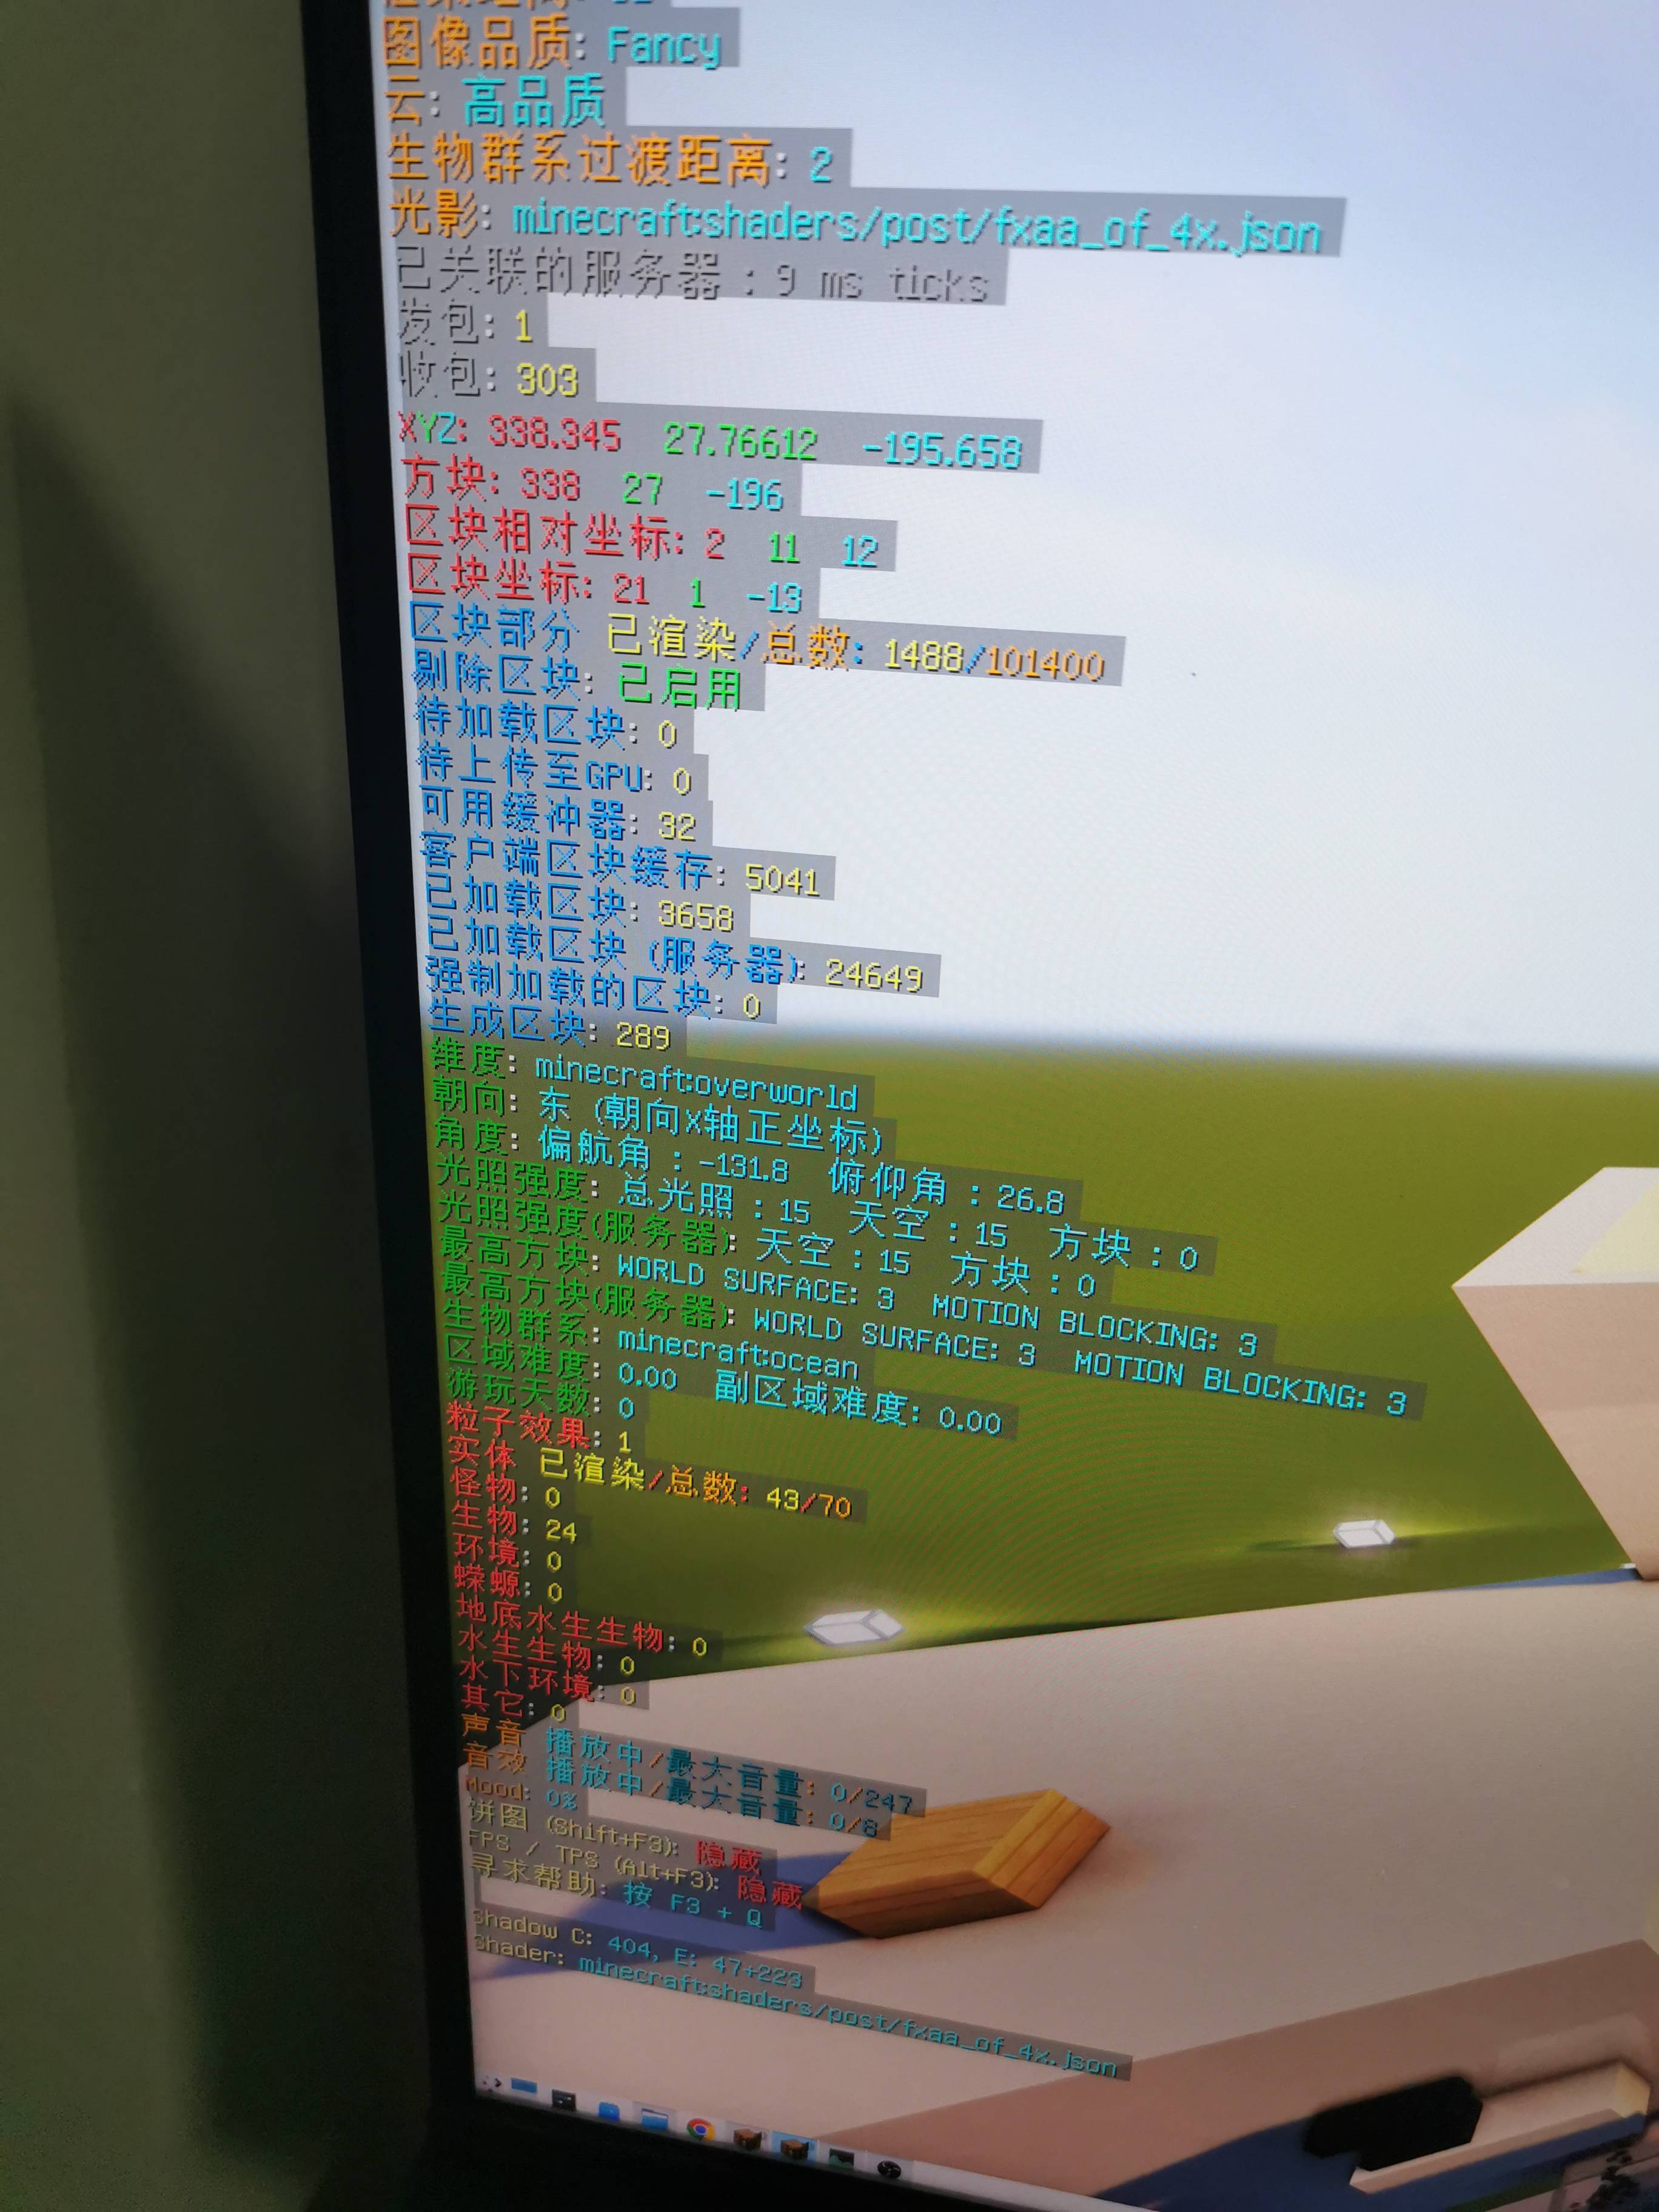 图像品质: Fancy
云: 高品质
生物群系过渡距离: 2
光影: minecraft:shaders/post/fxaa_of_4x.json
已关联的服务器 : 9 ms ticks
发包: 1
收包: 303
XYZ: 338.345 27.76612 -195.658
方块: 338 27 -196
区块相对坐标: 2 11 12
区块坐标: 21 1 -13
区块部分 已渲染/总数: 1488/101400
剔除区块: 已启用
待加载区块: 0
待上传至GPU: 0
可用缓冲器: 32
客户端区块缓存: 5041
已加载区块: 3658
已加载区块 (服务器): 24649
强制加载的区块: 0
生成区块: 289
维度: minecraft:overworld
朝向: 东 (朝向X轴正坐标)
角度: 偏航角 : -131.8 俯仰角 : 26.8
光照强度: 总光照 : 15 天空 : 15 方块 : 0
光照强度(服务器): 天空 : 15 方块 : 0
最高方块: WORLD SURFACE: 3 MOTION BLOCKING: 3
最高方块(服务器): WORLD SURFACE: 3 MOTION BLOCKING: 3
生物群系: minecraft:ocean
区域难度: 0.00 副区域难度: 0.00
游玩天数: 0
粒子效果: 1
实体 已渲染/总数: 43/70
怪物: 0
生物: 24
环境: 0
蝾螈: 0
地底水生生物: 0
水生生物: 0
水下环境: 0
其它: 0
声音 播放中/最大音量: 0/247
音效 播放中/最大音量: 0/8
Mood: 0%
饼图 (Shift+F3): 隐藏
FPS / TPS (Alt+F3): 隐藏
寻求帮助: 按 F3 + Q
Shadow C: 404, E: 47+223
Shader: minecraft:shaders/post/fxaa_of_4x.json